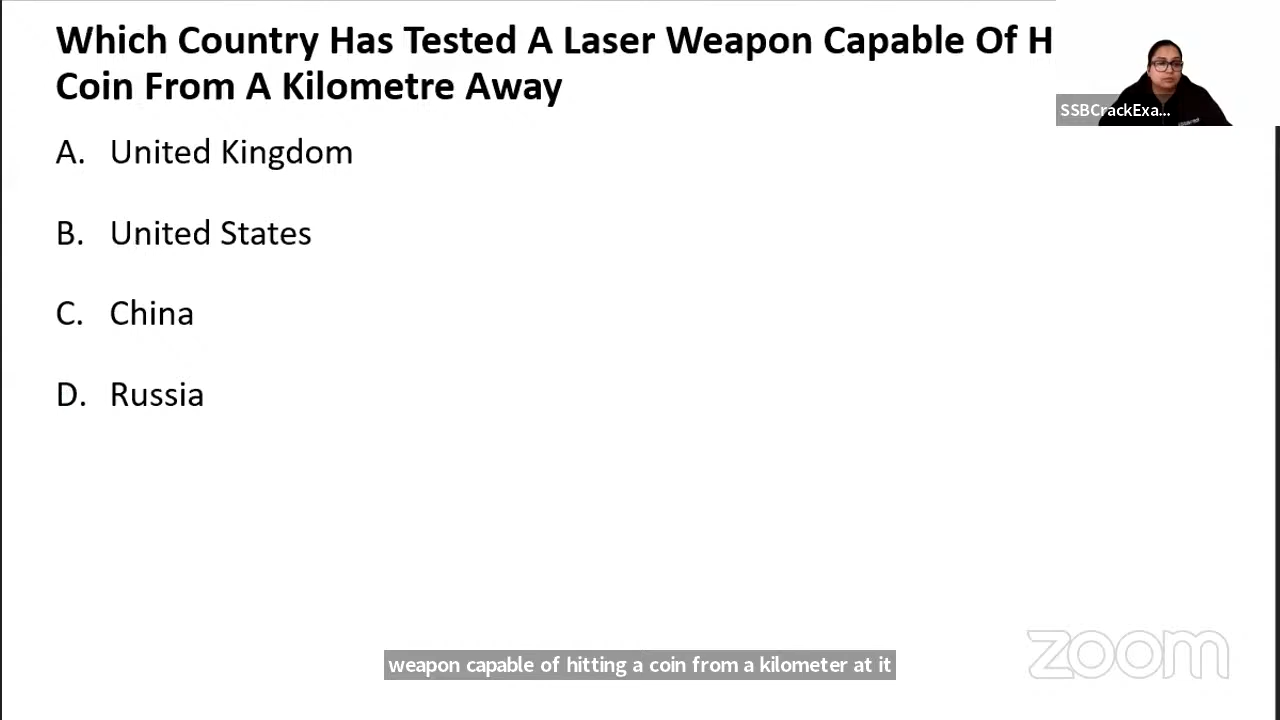 Which Country Has Tested A Laser Weapon Capable Of H
Coin From A Kilometre Away
SSBCrackExa...
A. United Kingdom
B. United States
C. China
D. Russia
weapon capable of hitting a coin from a kilometer at it
zoom